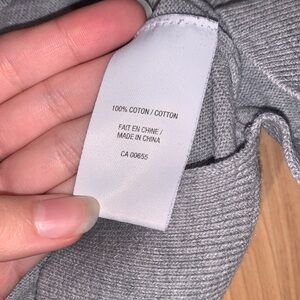 100% COTON / COTTON
FAIT EN CHINE /
MADE IN CHINA
CA 00655